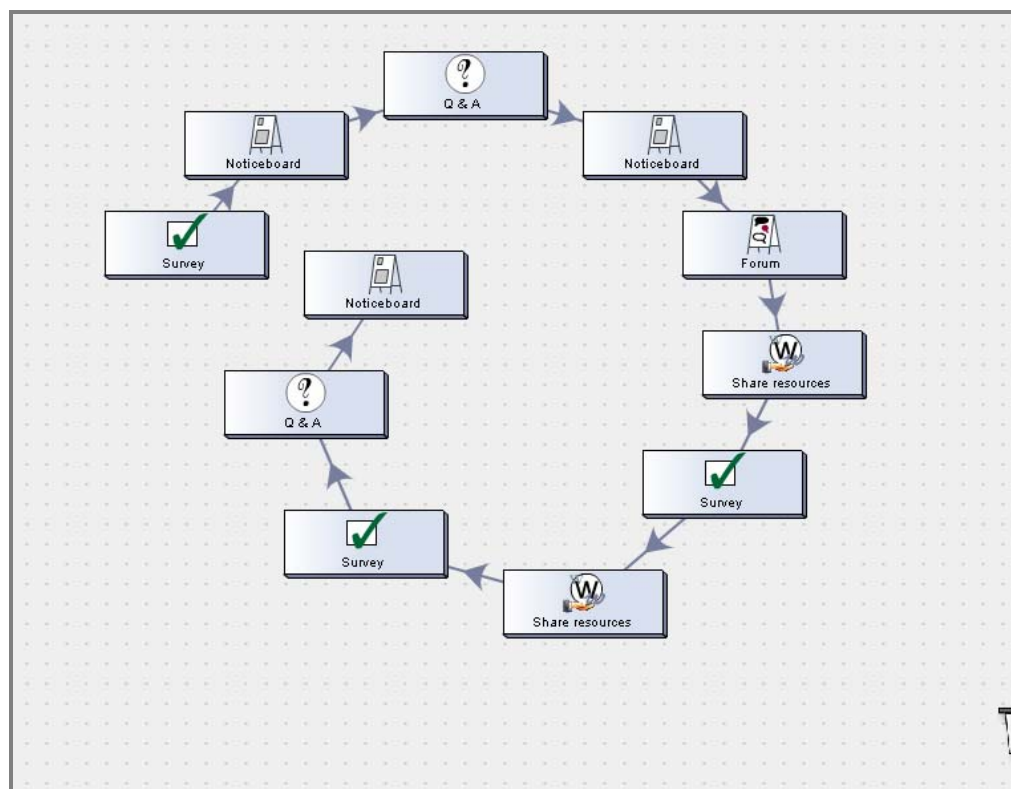 Q & A
Noticeboard
Noticeboard
Survey
Forum
Noticeboard
Share resources
Q & A
Survey
Survey
Share resources